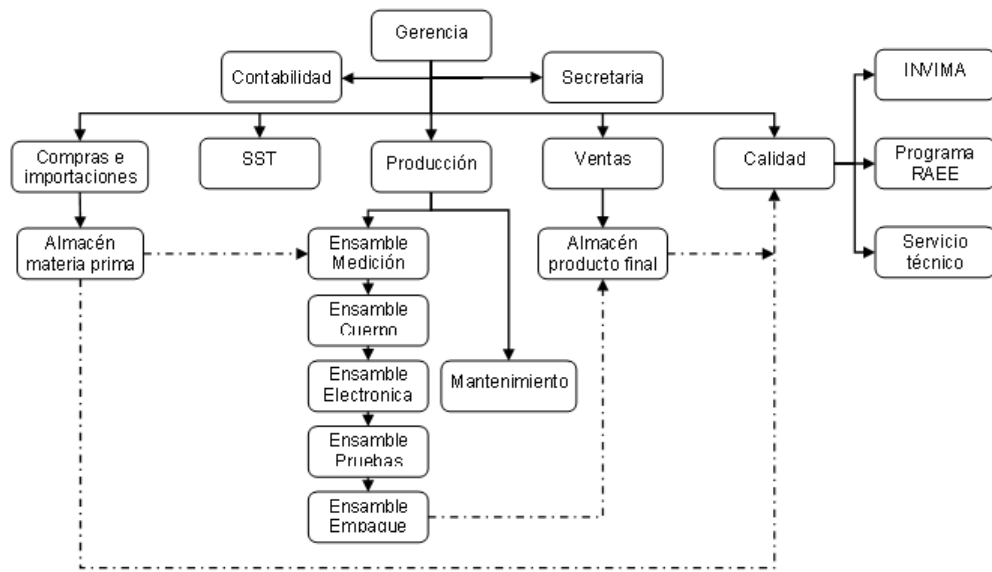 Gerencia
Contabilidad
Secretaria
INVIMA
Compras e
importaciones
SST
Producción
Ventas
Calidad
Programa
RAEE
Almacén
materia prima
Ensamble
Medición
Almacén
producto final
Servicio
técnico
Ensamble
Cuerpo
Ensamble
Electronica
Mantenimiento
Ensamble
Pruebas
Ensamble
Empaque